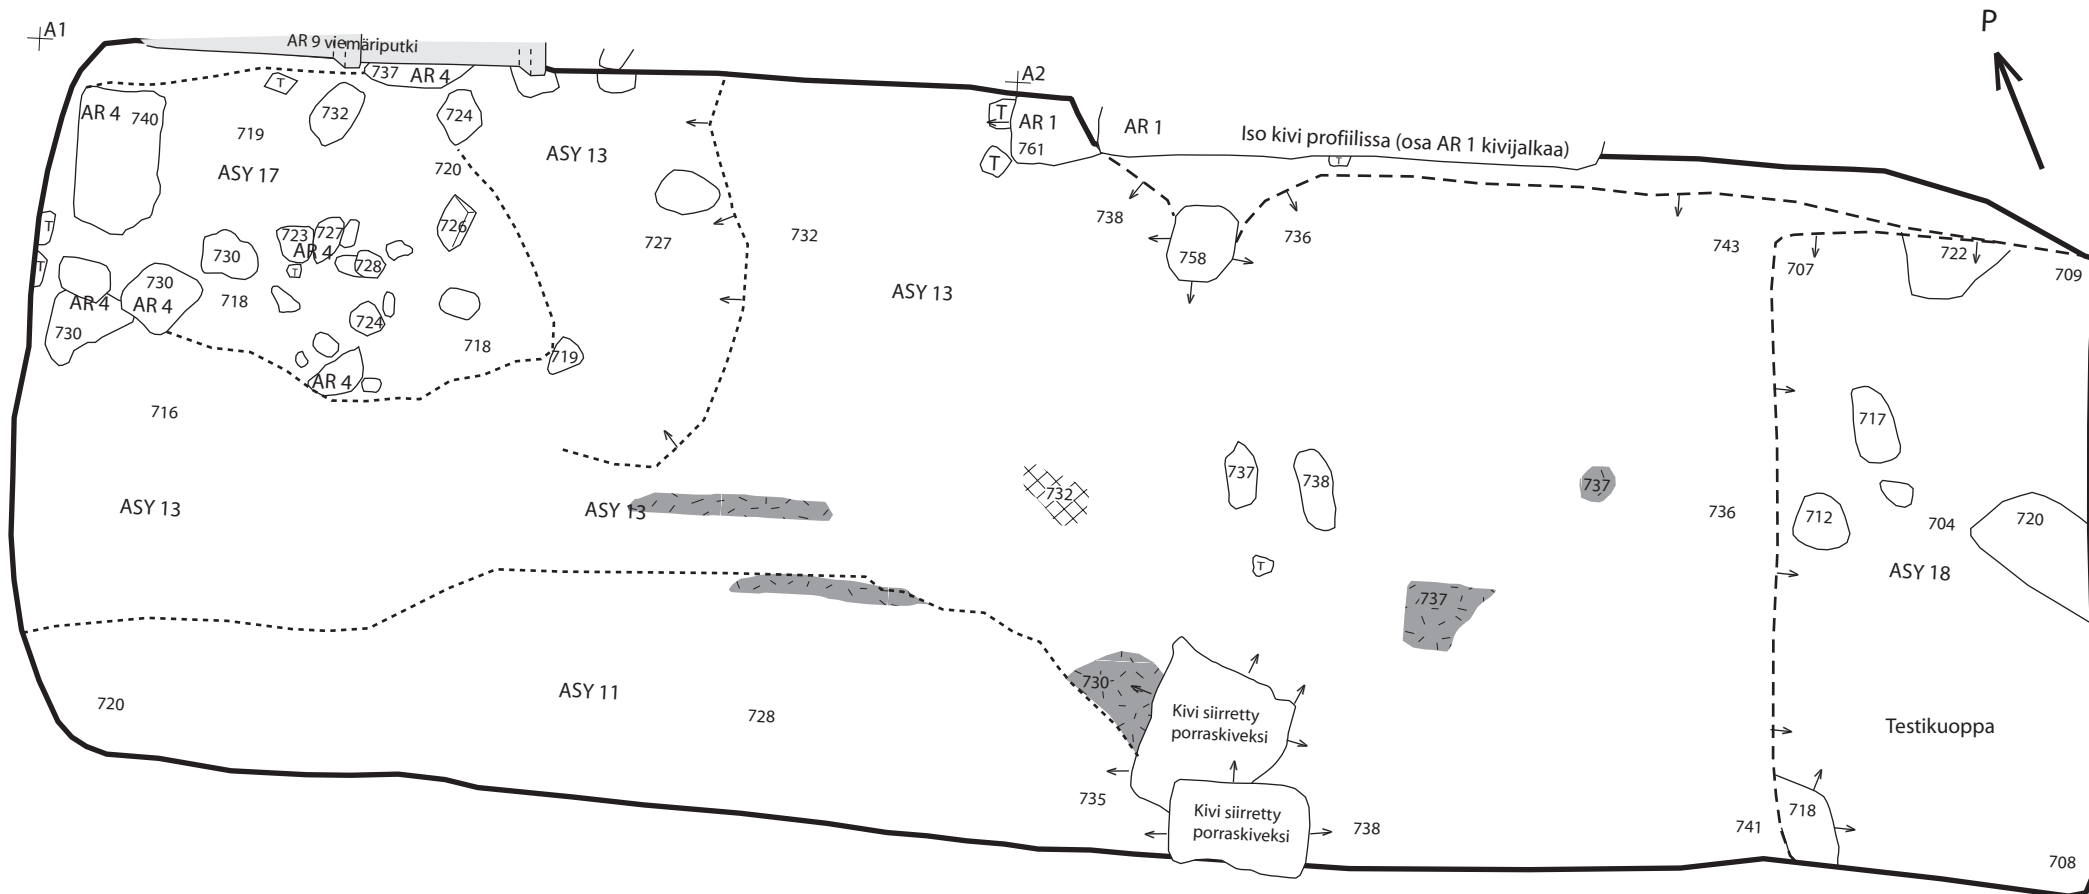 A1
AR 9 viemäriputki
P
A2
737 AR 4
T
AR 4 740
732
724
719
ASY 13
T
AR 1
AR 1
761
T
Iso kivi profiilissa (osa AR 1 kivijalkaa)
T
ASY 17
720
726
T
723
727
AR 4
727
732
738
736
743
722
707
709
730
728
T
T
758
730
718
ASY 13
AR 4
AR 4
730
724
718
719
AR 4
716
717
737
738
737
732
736
712
704
720
ASY 13
ASY 13
T
ASY 18
737
730
720
ASY 11
728
Kivi siirretty
porraskiveksi
Testikuoppa
735
Kivi siirretty
porraskiveksi
738
741
718
708